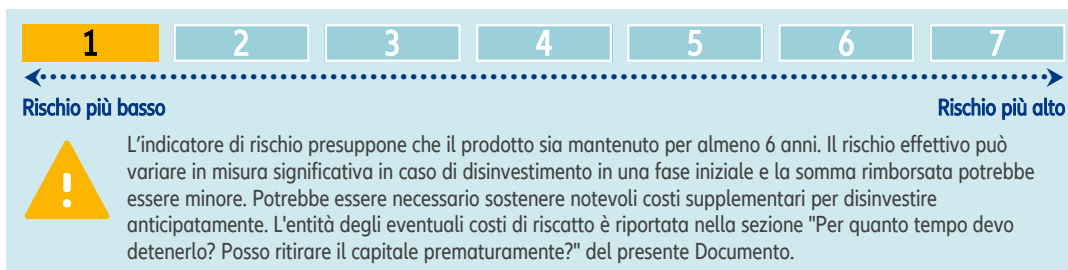 1 2 3 4 5 6 7
Rischio più basso Rischio più alto
L'indicatore di rischio presuppone che il prodotto sia mantenuto per almeno 6 anni. Il rischio effettivo può
variare in misura significativa in caso di disinvestimento in una fase iniziale e la somma rimborsata potrebbe
essere minore. Potrebbe essere necessario sostenere notevoli costi supplementari per disinvestire
anticipatamente. L'entità degli eventuali costi di riscatto è riportata nella sezione "Per quanto tempo devo
detenerlo? Posso ritirare il capitale prematuramente?" del presente Documento.